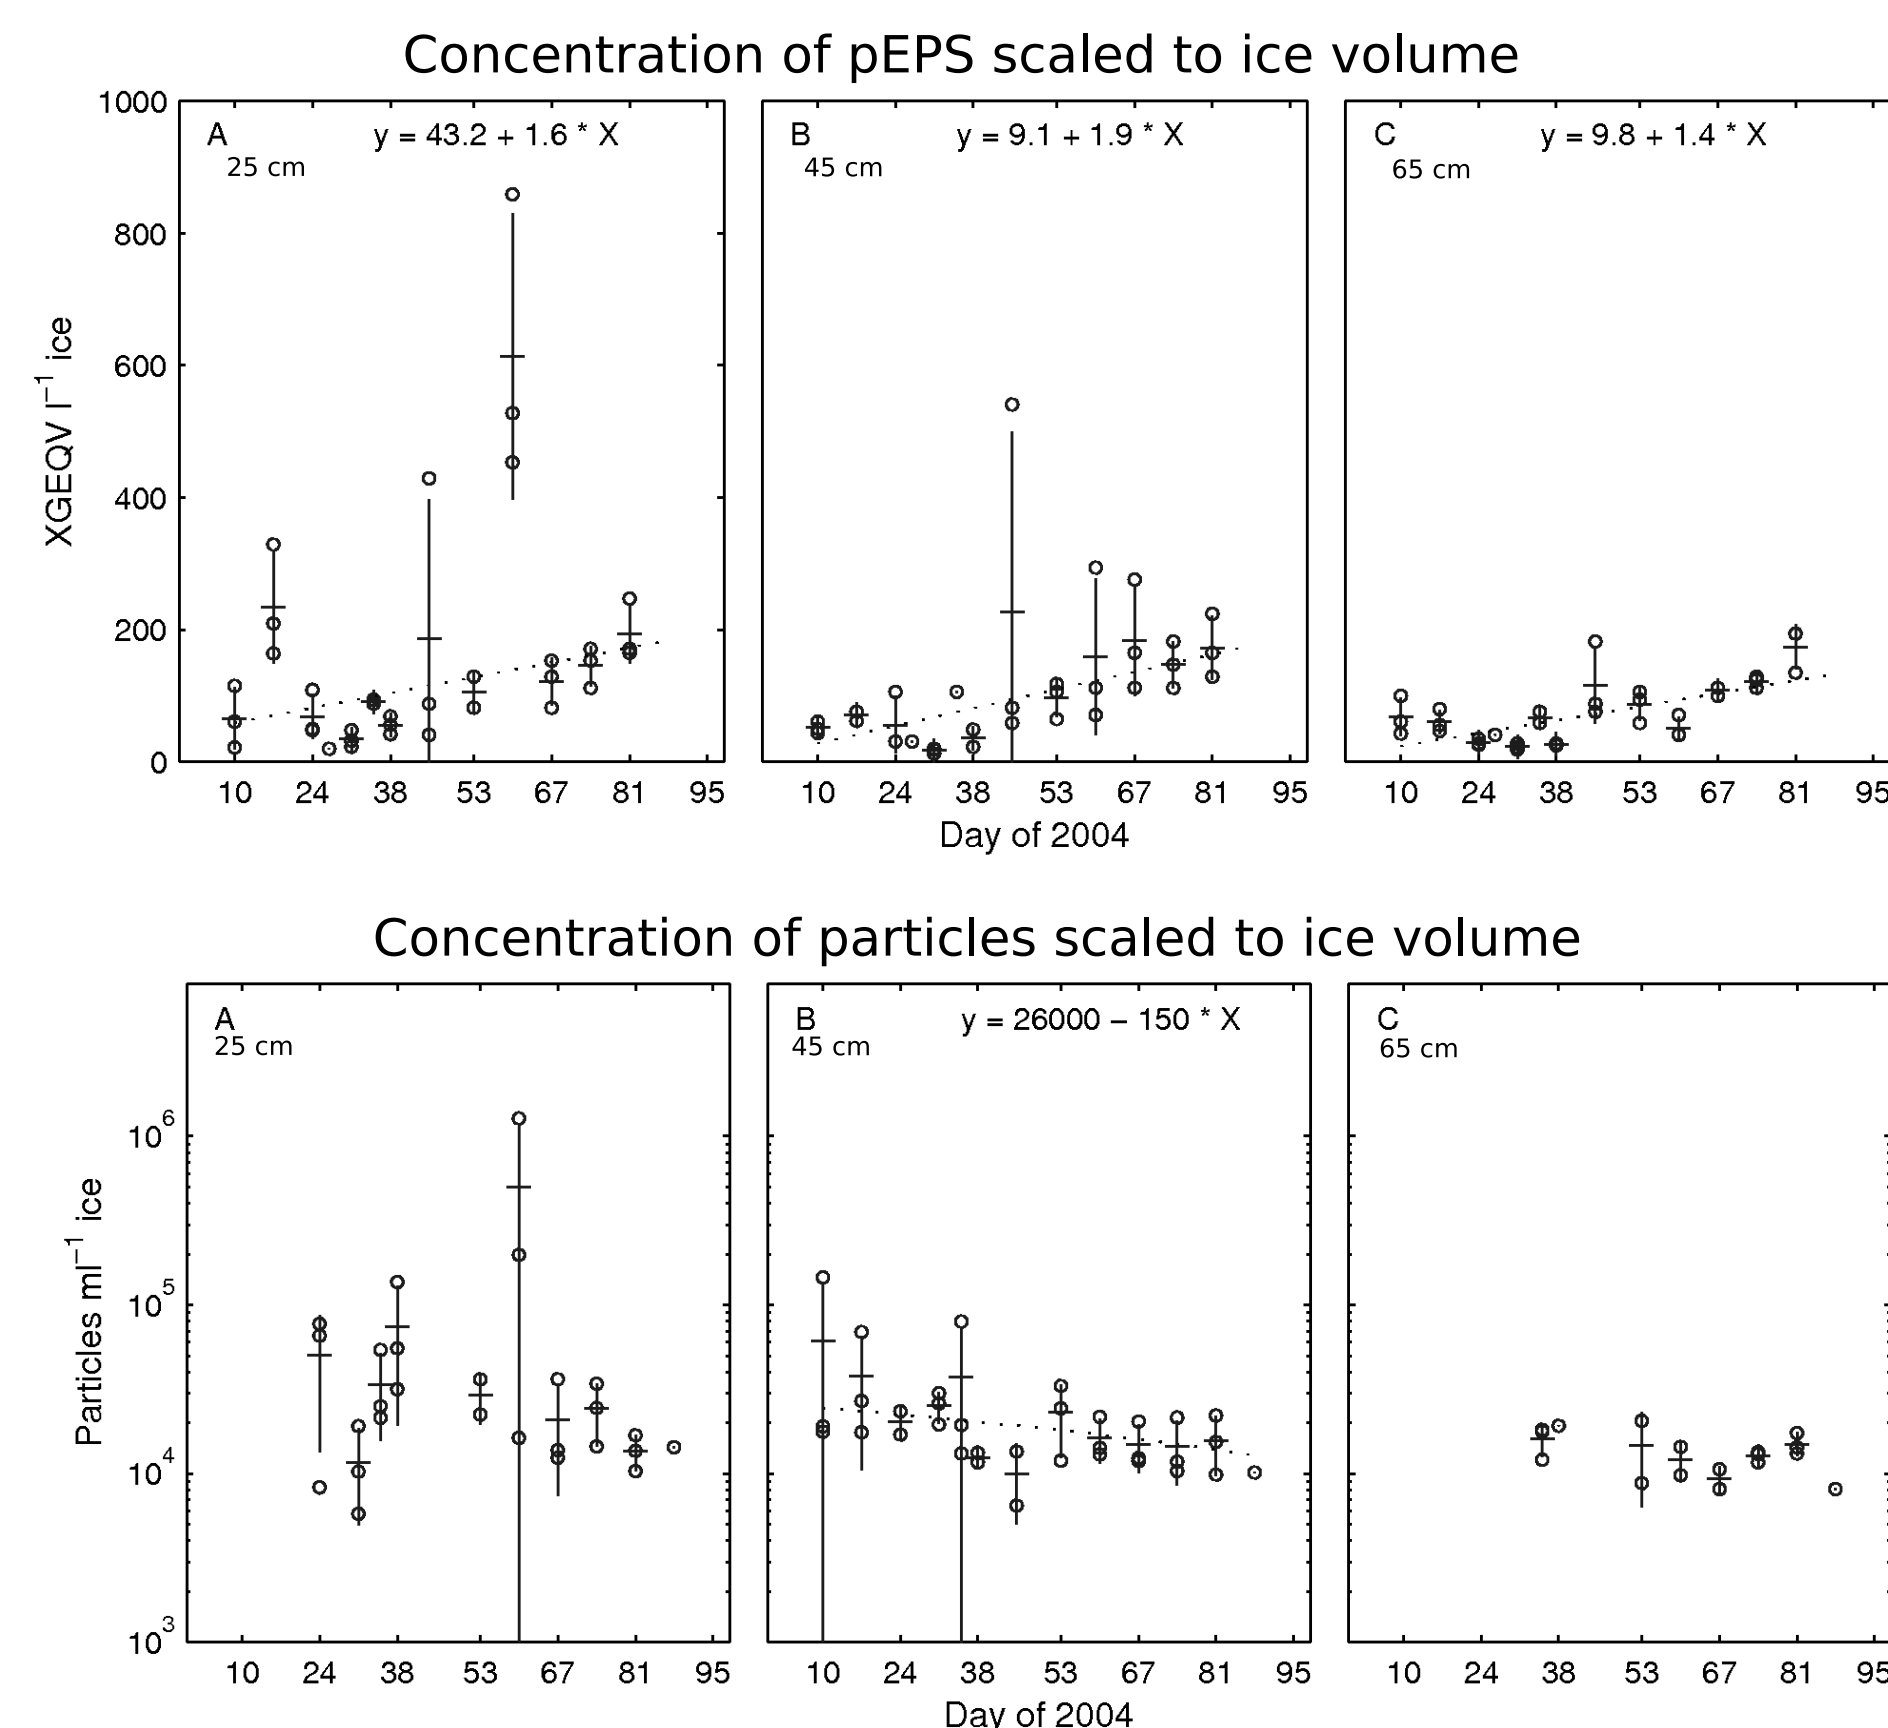 Concentration of pEPS scaled to ice volume
1000
800
600
400
200
0
XGEQV l⁻¹ ice
A
y = 43.2 + 1.6 * X
25 cm
B
y = 9.1 + 1.9 * X
45 cm
C
y = 9.8 + 1.4 * X
65 cm
10 24 38 53 67 81 95
10 24 38 53 67 81 95
10 24 38 53 67 81 95
Day of 2004
Concentration of particles scaled to ice volume
A
25 cm
B
y = 26000 − 150 * X
45 cm
C
65 cm
10⁶
10⁵
10⁴
10³
Particles ml⁻¹ ice
10 24 38 53 67 81 95
10 24 38 53 67 81 95
10 24 38 53 67 81 95
Day of 2004